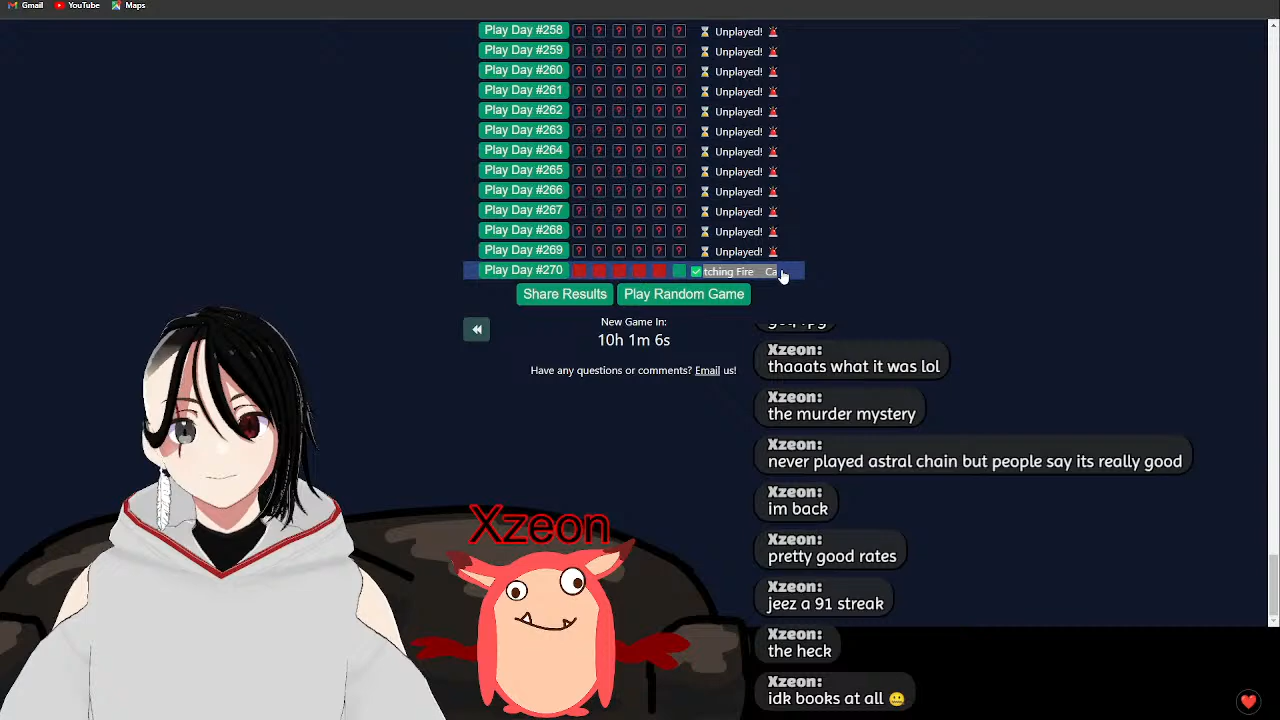 Gmail YouTube Maps
Play Day #258 ? ? ? ? ? ? ⌛ Unplayed! 🚨
Play Day #259 ? ? ? ? ? ? ⌛ Unplayed! 🚨
Play Day #260 ? ? ? ? ? ? ⌛ Unplayed! 🚨
Play Day #261 ? ? ? ? ? ? ⌛ Unplayed! 🚨
Play Day #262 ? ? ? ? ? ? ⌛ Unplayed! 🚨
Play Day #263 ? ? ? ? ? ? ⌛ Unplayed! 🚨
Play Day #264 ? ? ? ? ? ? ⌛ Unplayed! 🚨
Play Day #265 ? ? ? ? ? ? ⌛ Unplayed! 🚨
Play Day #266 ? ? ? ? ? ? ⌛ Unplayed! 🚨
Play Day #267 ? ? ? ? ? ? ⌛ Unplayed! 🚨
Play Day #268 ? ? ? ? ? ? ⌛ Unplayed! 🚨
Play Day #269 ? ? ? ? ? ? ⌛ Unplayed! 🚨
Play Day #270 🟥 🟥 🟥 🟥 🟥 🟩 ✅ tching Fire Ca
Share Results Play Random Game
New Game In:
10h 1m 6s
Have any questions or comments? Email us!
Xzeon:
thaaats what it was lol
Xzeon:
the murder mystery
Xzeon:
never played astral chain but people say its really good
Xzeon:
im back
Xzeon:
pretty good rates
Xzeon:
jeez a 91 streak
Xzeon:
the heck
Xzeon:
idk books at all 🤐
Xzeon